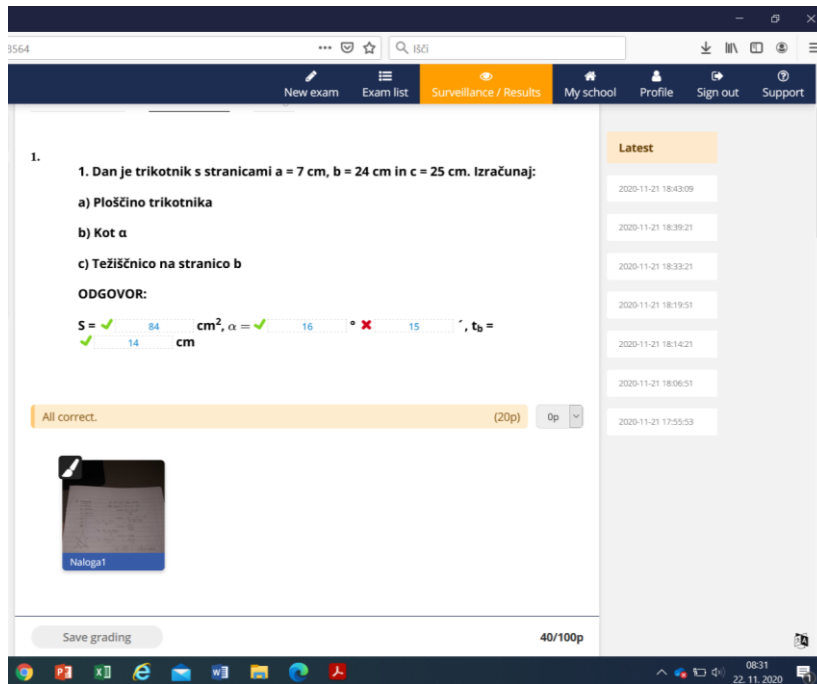 3564
Išči
New exam
Exam list
Surveillance / Results
My school
Profile
Sign out
Support
1.
1. Dan je trikotnik s stranicami a = 7 cm, b = 24 cm in c = 25 cm. Izračunaj:
a) Ploščino trikotnika
b) Kot α
c) Težiščnico na stranico b
ODGOVOR:
S = 84 cm², α = 16 ° 15 ´, t_b =
14 cm
All correct. (20p) 0p
Naloga1
Save grading 40/100p
Latest
2020-11-21 18:43:09
2020-11-21 18:39:21
2020-11-21 18:33:21
2020-11-21 18:19:51
2020-11-21 18:14:21
2020-11-21 18:06:51
2020-11-21 17:55:53
08:31
22. 11. 2020